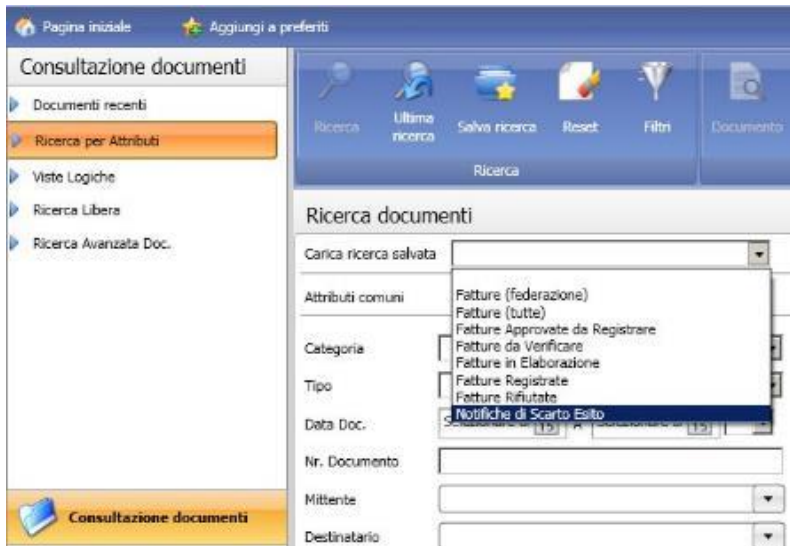 Pagina iniziale Aggiungi a preferiti
Consultazione documenti
Documenti recenti
Ricerca per Attributi
Viste Logiche
Ricerca Libera
Ricerca Avanzata Doc.
Consultazione documenti
Ricerca
Ultima
ricerca
Salva ricerca
Reset
Filtri
Documento
Ricerca
Ricerca documenti
Carica ricerca salvata
Attributi comuni
Fatture (federazione)
Fatture (tutte)
Fatture Approvate da Registrare
Fatture da Verificare
Fatture in Elaborazione
Fatture Registrate
Fatture Rifiutate
Notifiche di Scarto Esito
Categoria
Tipo
Data Doc. 15 A 15
Nr. Documento
Mittente
Destinatario